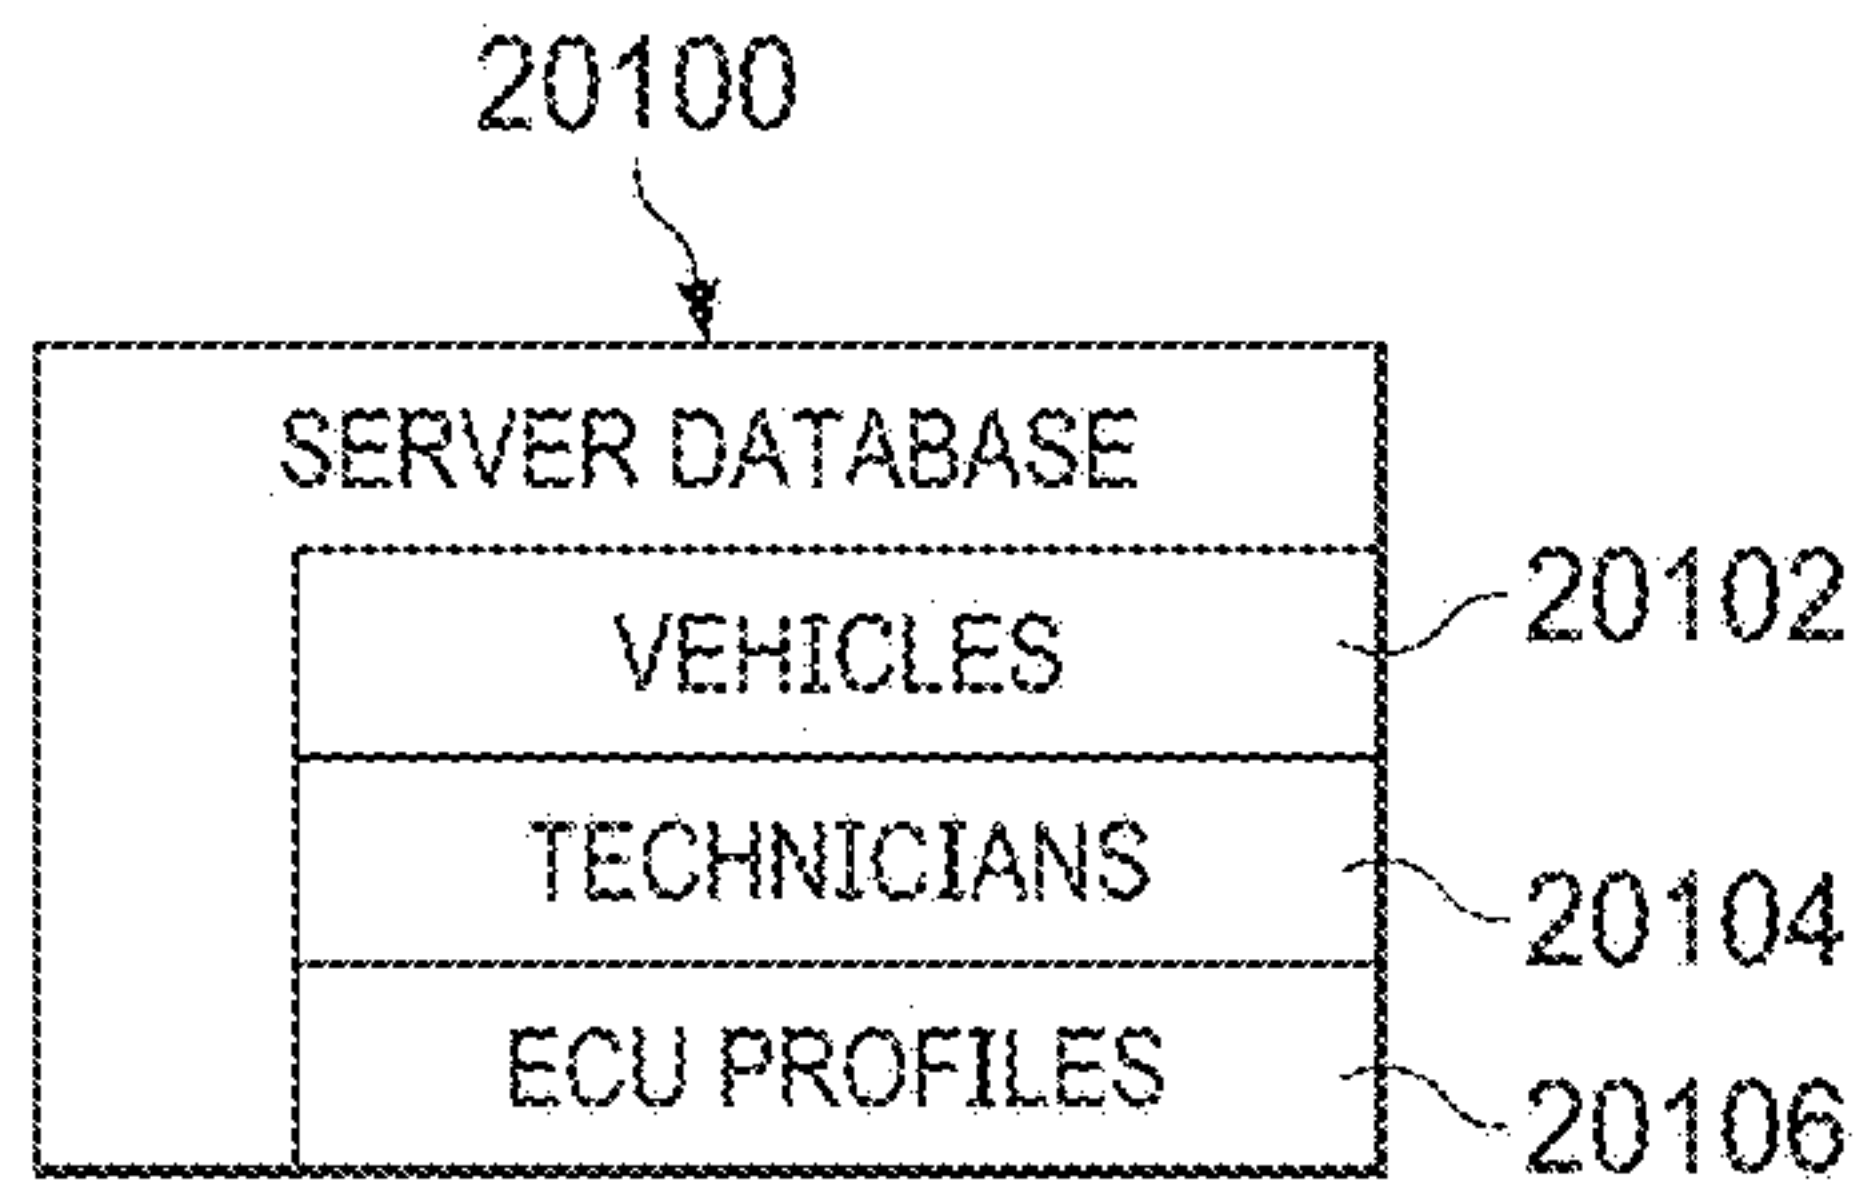 20100
SERVER DATABASE
VEHICLES
20102
TECHNICIANS
20104
ECU PROFILES
20106